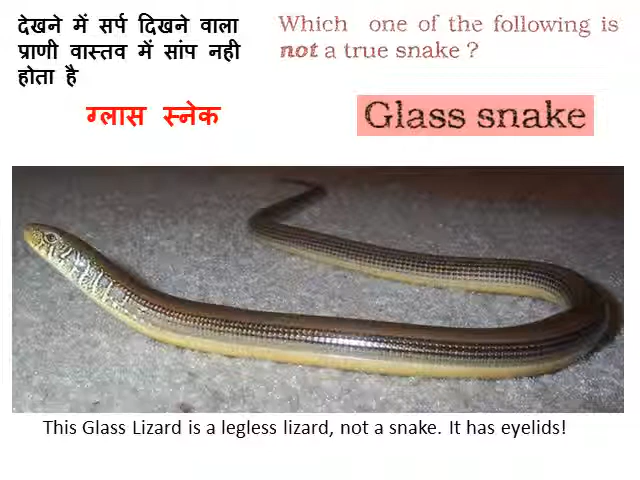 देखने में सर्प दिखने वाला
प्राणी वास्तव में सांप नही
होता है
ग्लास स्नेक
Which one of the following is
not a true snake ?
Glass snake
This Glass Lizard is a legless lizard, not a snake. It has eyelids!